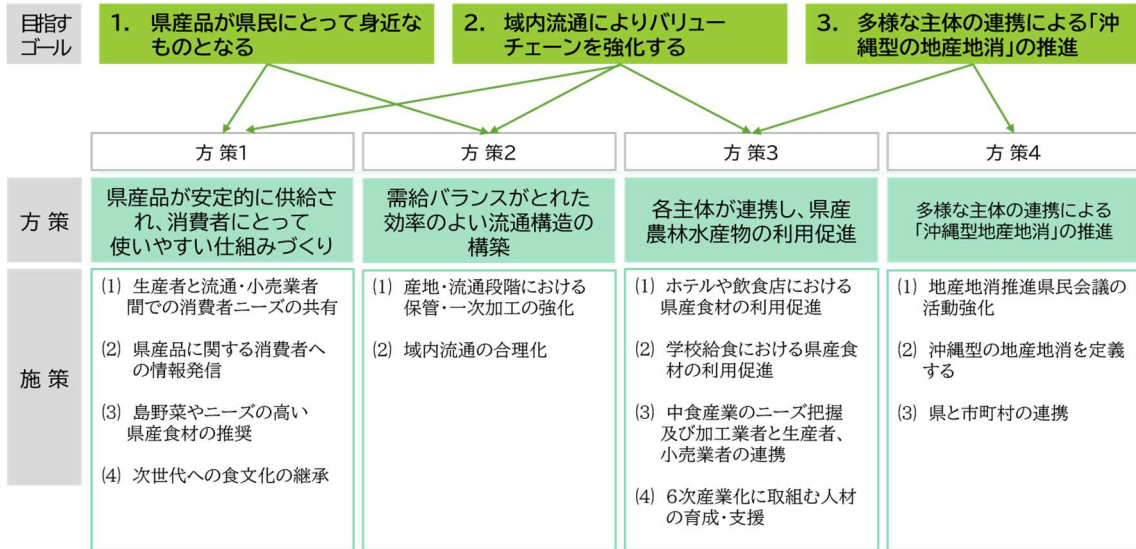 目指す
ゴール
1. 県産品が県民にとって身近な
ものとなる
2. 域内流通によりバリュー
チェーンを強化する
3. 多様な主体の連携による「沖
縄型の地産地消」の推進
方 策1
方 策2
方 策3
方 策4
方 策
県産品が安定的に供給さ
れ、消費者にとって
使いやすい仕組みづくり
需給バランスがとれた
効率のよい流通構造の
構築
各主体が連携し、県産
農林水産物の利用促進
多様な主体の連携による
「沖縄型地産地消」の推進
施 策
(1) 生産者と流通・小売業者
間での消費者ニーズの共有
(2) 県産品に関する消費者へ
の情報発信
(3) 島野菜やニーズの高い
県産食材の推奨
(4) 次世代への食文化の継承
(1) 産地・流通段階における
保管・一次加工の強化
(2) 域内流通の合理化
(1) ホテルや飲食店における
県産食材の利用促進
(2) 学校給食における県産食
材の利用促進
(3) 中食産業のニーズ把握
及び加工業者と生産者、
小売業者の連携
(4) 6次産業化に取組む人材
の育成・支援
(1) 地産地消推進県民会議の
活動強化
(2) 沖縄型の地産地消を定義
する
(3) 県と市町村の連携